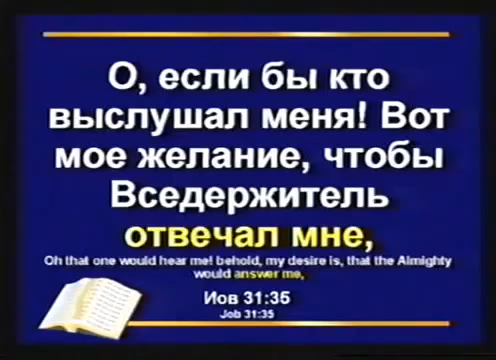 О, если бы кто
выслушал меня! Вот
мое желание, чтобы
Вседержитель
отвечал мне,
Oh that one would hear me! behold, my desire is, that the Almighty
would answer me,
Иов 31:35
Job 31:35